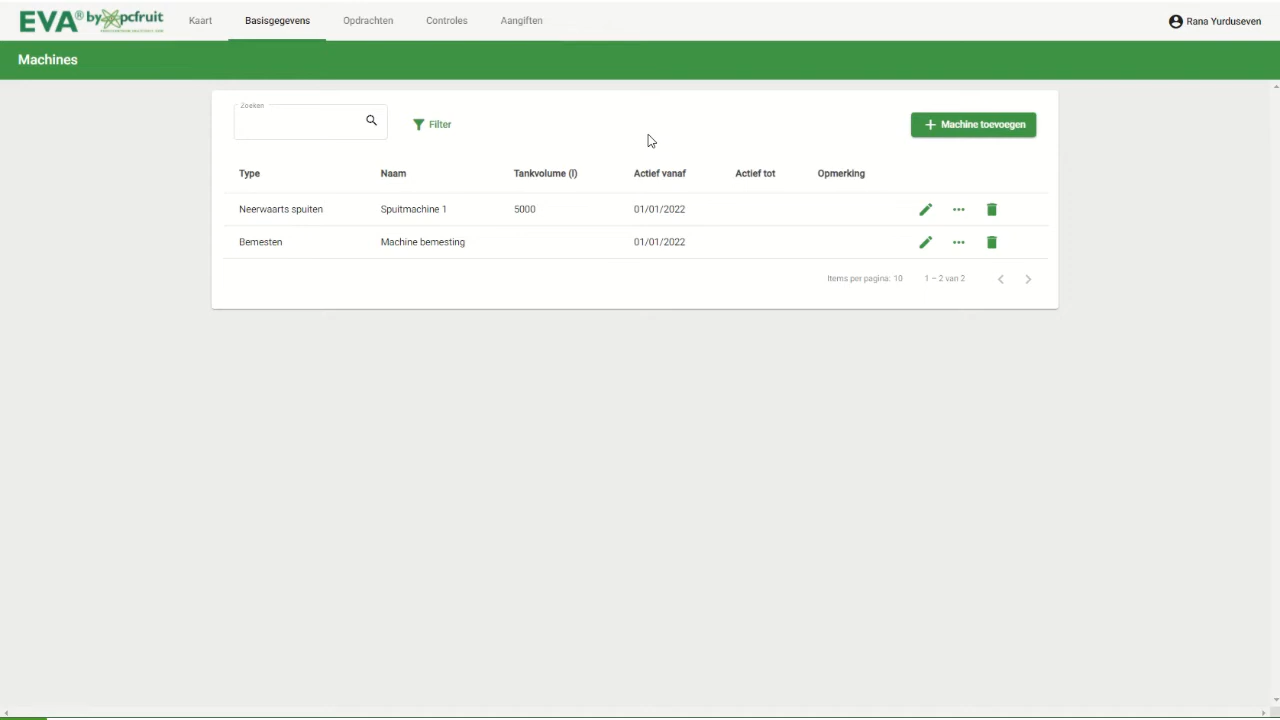 EVA® by pcfruit Kaart Basisgegevens Opdrachten Controles Aangiften Rana Yurduseven
Machines
Zoeken
Filter Machine toevoegen
Type Naam Tankvolume (l) Actief vanaf Actief tot Opmerking
Neerwaarts spuiten Spuitmachine 1 5000 01/01/2022
Bemesten Machine bemesting 01/01/2022
Items per pagina: 10 1 – 2 van 2